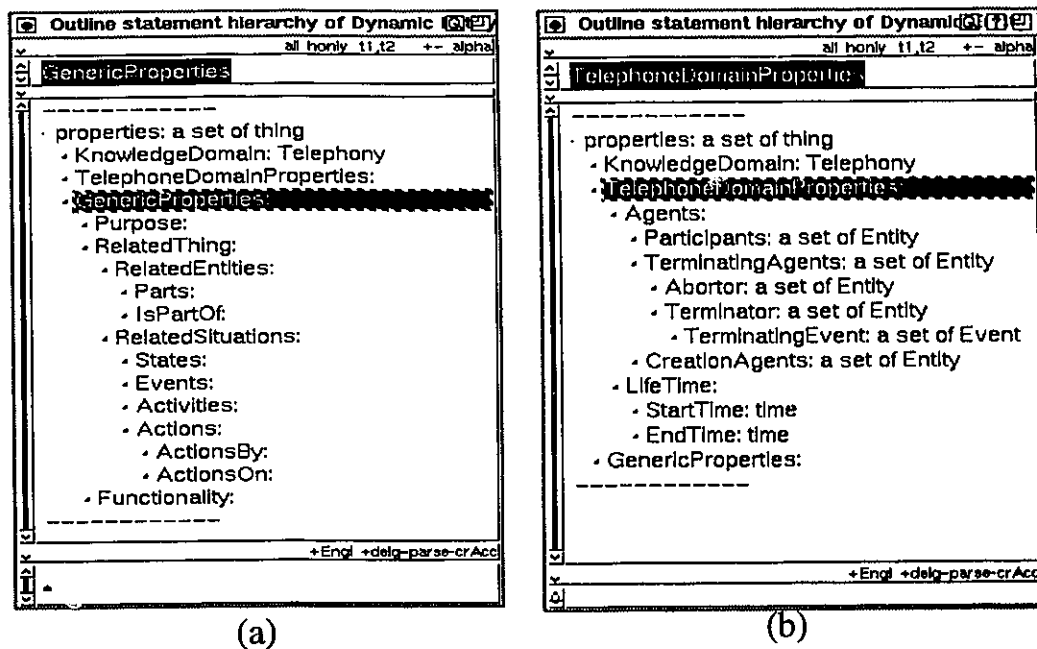 Outline statement hierarchy of Dynamic
all honly t1,t2 +- alpha
GenericProperties
properties: a set of thing
KnowledgeDomain: Telephony
TelephoneDomainProperties:
GenericProperties:
Purpose:
RelatedThing:
RelatedEntities:
Parts:
IsPartOf:
RelatedSituations:
States:
Events:
Activities:
Actions:
ActionsBy:
ActionsOn:
Functionality:
+Engl +delg-parse-crAcc
(a)
Outline statement hierarchy of Dynamic
all honly t1,t2 +- alpha
TelephoneDomainProperties
properties: a set of thing
KnowledgeDomain: Telephony
TelephoneDomainProperties:
Agents:
Participants: a set of Entity
TerminatingAgents: a set of Entity
Abortor: a set of Entity
Terminator: a set of Entity
TerminatingEvent: a set of Event
CreationAgents: a set of Entity
LifeTime:
StartTime: time
EndTime: time
GenericProperties:
+Engl +delg-parse-crAcc
(b)